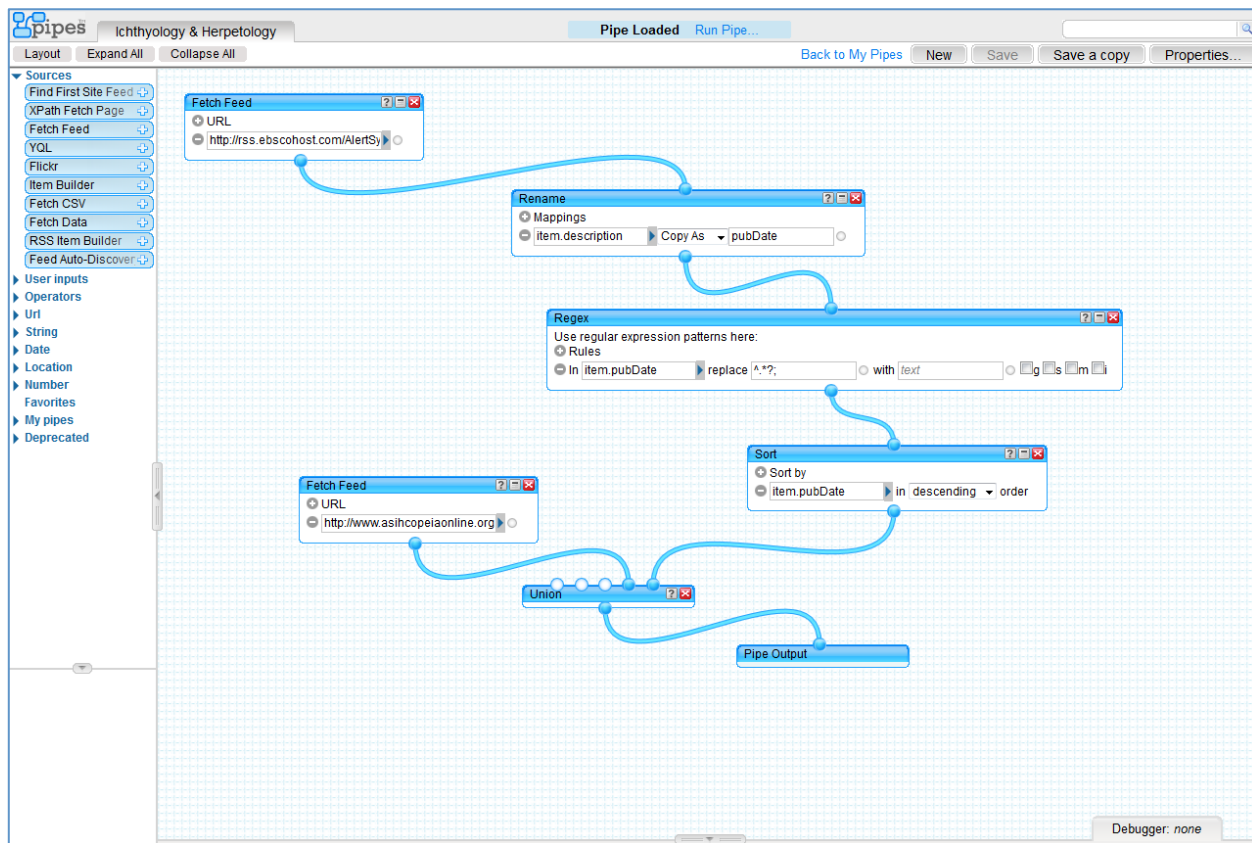 pipes Ichthyology & Herpetology Pipe Loaded Run Pipe...
Layout Expand All Collapse All Back to My Pipes New Save Save a copy Properties...
Sources
Find First Site Feed
XPath Fetch Page
Fetch Feed
YQL
Flickr
Item Builder
Fetch CSV
Fetch Data
RSS Item Builder
Feed Auto-Discover
User inputs
Operators
Url
String
Date
Location
Number
Favorites
My pipes
Deprecated
Fetch Feed ?
URL
http://rss.ebscohost.com/AlertSy
Rename ?
Mappings
item.description Copy As pubDate
Regex ?
Use regular expression patterns here:
Rules
In item.pubDate replace ^.*?; with text g s m i
Sort ?
Sort by
item.pubDate in descending order
Fetch Feed ?
URL
http://www.asihcopeiaonline.org
Union ?
Pipe Output
Debugger: none